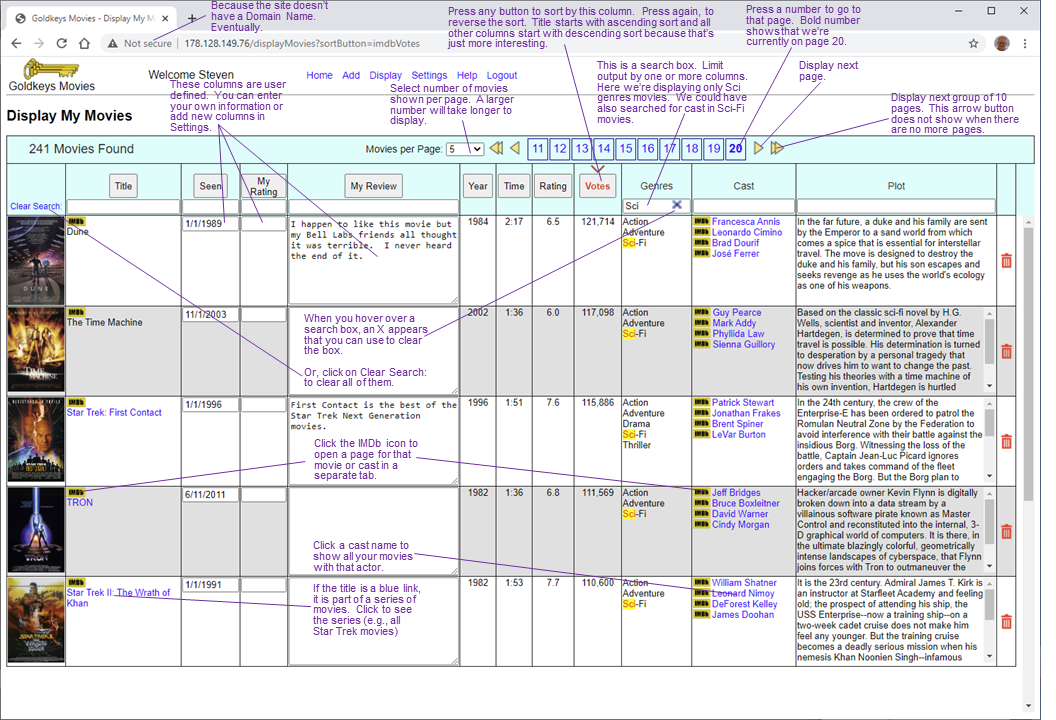 Because the site doesn't
have a Domain Name.
Eventually.
Press any button to sort by this column. Press again, to
reverse the sort. Title starts with ascending sort and all
other columns start with descending sort because that's
just more interesting.
Press a number to go to
that page. Bold number
shows that we're
currently on page 20.
Goldkeys Movies - Display My M
Not secure | 178.128.149.76/displayMovies?sortButton=imdbVotes
Goldkeys Movies
Welcome Steven
Home Add Display Settings Help Logout
These columns are user
defined. You can enter
your own information or
add new columns in
Settings.
Select number of movies
shown per page. A larger
number will take longer to
display.
This is a search box. Limit
output by one or more columns.
Here we're displaying only Sci
genres movies. We could have
also searched for cast in Sci-Fi
movies.
Display next
page.
Display next group of 10
pages. This arrow button
does not show when there
are no more pages.
Display My Movies
241 Movies Found
Movies per Page: 5
11 12 13 14 15 16 17 18 19 20
Title Seen My Rating My Review Year Time Rating Votes Genres Cast Plot
Clear Search: Sci
IMDb
Dune
1/1/1989
I happen to like this movie but
my Bell Labs friends all thought
it was terrible. I never heard
the end of it.
1984 2:17 6.5 121,714
Action
Adventure
Sci-Fi
IMDb Francesca Annis
IMDb Leonardo Cimino
IMDb Brad Dourif
IMDb José Ferrer
In the far future, a duke and his family are sent
by the Emperor to a sand world from which
comes a spice that is essential for interstellar
travel. The move is designed to destroy the
duke and his family, but his son escapes and
seeks revenge as he uses the world's ecology
as one of his weapons.
DUNE
IMDb
The Time Machine
11/1/2003
When you hover over a
search box, an X appears
that you can use to clear
the box.
Or, click on Clear Search:
to clear all of them.
2002 1:36 6.0 117,098
Action
Adventure
Sci-Fi
IMDb Guy Pearce
IMDb Mark Addy
IMDb Phyllida Law
IMDb Sienna Guillory
Based on the classic sci-fi novel by H.G.
Wells, scientist and inventor, Alexander
Hartdegen, is determined to prove that time
travel is possible. His determination is turned
to desperation by a personal tragedy that
now drives him to want to change the past.
Testing his theories with a time machine of
his own invention, Hartdegen is hurtled
TIME MACHINE
IMDb
Star Trek: First Contact
1/1/1996
First Contact is the best of the
Star Trek Next Generation
movies.
1996 1:51 7.6 115,886
Action
Adventure
Drama
Sci-Fi
Thriller
IMDb Patrick Stewart
IMDb Jonathan Frakes
IMDb Brent Spiner
IMDb LeVar Burton
In the 24th century, the crew of the
Enterprise-E has been ordered to patrol the
Romulan Neutral Zone by the Federation to
avoid interference with their battle against the
insidious Borg. Witnessing the loss of the
battle, Captain Jean-Luc Picard ignores
orders and takes command of the fleet
engaging the Borg. But the Borg plan to
Click the IMDb icon to
open a page for that
movie or cast in a
separate tab.
IMDb
TRON
6/11/2011
1982 1:36 6.8 111,569
Action
Adventure
Sci-Fi
IMDb Jeff Bridges
IMDb Bruce Boxleitner
IMDb David Warner
IMDb Cindy Morgan
Hacker/arcade owner Kevin Flynn is digitally
broken down into a data stream by a
villainous software pirate known as Master
Control and reconstituted into the internal, 3-
D graphical world of computers. It is there, in
the ultimate blazingly colorful, geometrically
intense landscapes of cyberspace, that Flynn
joins forces with Tron to outmaneuver the
TRON
Click a cast name to
show all your movies
with that actor.
IMDb
Star Trek II: The Wrath of
Khan
1/1/1991
If the title is a blue link,
it is part of a series of
movies. Click to see
the series (e.g., all
Star Trek movies)
1982 1:53 7.7 110,600
Action
Adventure
Sci-Fi
IMDb William Shatner
IMDb Leonard Nimoy
IMDb DeForest Kelley
IMDb James Doohan
It is the 23rd century. Admiral James T. Kirk is
an instructor at Starfleet Academy and feeling
old; the prospect of attending his ship, the
USS Enterprise--now a training ship--on a
two-week cadet cruise does not make him
feel any younger. But the training cruise
becomes a deadly serious mission when his
nemesis Khan Noonien Singh--infamous
STAR TREK